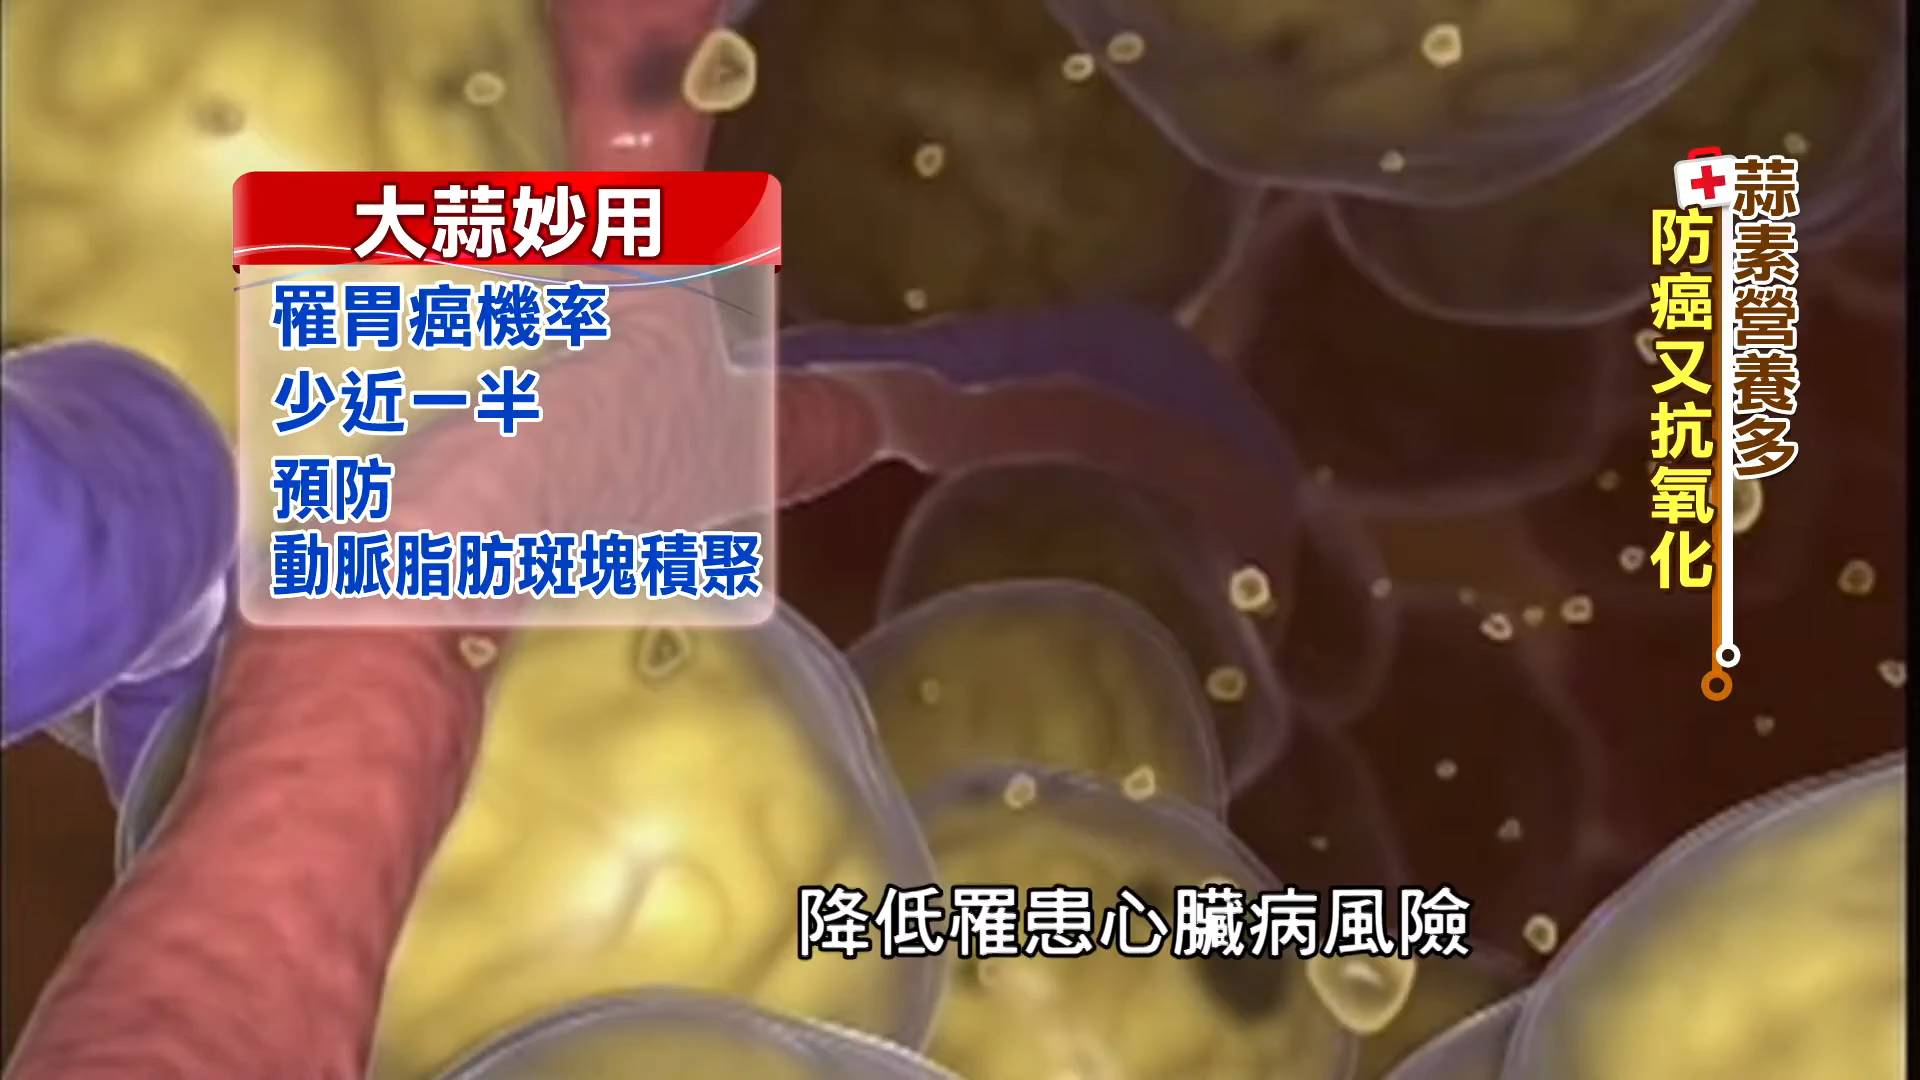 大蒜妙用
罹胃癌機率
少近一半
預防
動脈脂肪斑塊積聚
蒜素營養多
防癌又抗氧化
降低罹患心臟病風險